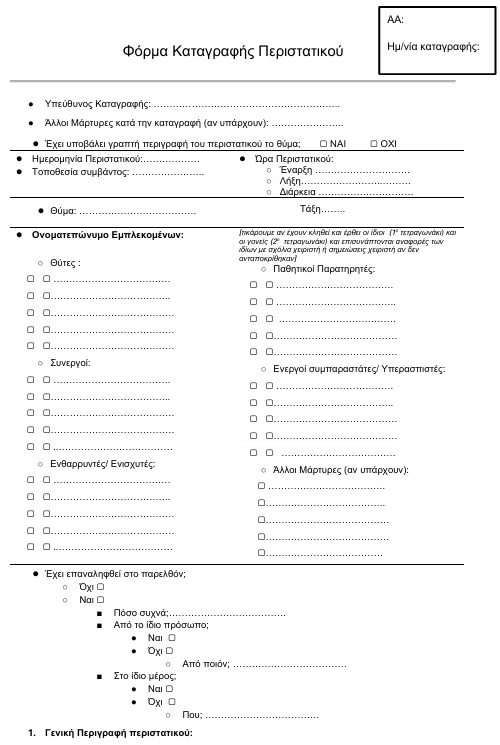 ΑΑ:
Ημ/νία καταγραφής:
Φόρμα Καταγραφής Περιστατικού
● Υπεύθυνος Καταγραφής: ………………………………………………………..
● Άλλοι Μάρτυρες κατά την καταγραφή (αν υπάρχουν): …………………..
● Έχει υποβάλει γραπτή περιγραφή του περιστατικού το θύμα; ▢ ΝΑΙ ▢ ΟΧΙ
● Ημερομηνία Περιστατικού:………………
● Τοποθεσία συμβάντος: …………………..
● Ώρα Περιστατικού:
○ Έναρξη …………………………
○ Λήξη……………………………..
○ Διάρκεια …………………………
● Θύμα: ………………………………… Τάξη……..
● Ονοματεπώνυμο Εμπλεκομένων:
[τικάρουμε αν έχουν κληθεί και έρθει οι ίδιοι (1ο τετραγωνάκι) και
οι γονείς (2ο τετραγωνάκι) και επισυνάπτονται αναφορές των
ιδίων με σχόλια χειριστή ή σημειώσεις χειριστή αν δεν
ανταποκρίθηκαν]
○ Θύτες :
▢ ▢ ………………………………
▢ ▢ ………………………………..
▢ ▢ …………………………………
▢ ▢ …………………………………
▢ ▢ …………………………………
○ Συνεργοί:
▢ ▢ ………………………………
▢ ▢ ………………………………..
▢ ▢ …………………………………
▢ ▢ …………………………………
▢ ▢ ………………………………
○ Ενθαρρυντές/ Ενισχυτές:
▢ ▢ ………………………………
▢ ▢ ………………………………..
▢ ▢ …………………………………
▢ ▢ …………………………………
▢ ▢ ………………………………
○ Παθητικοί Παρατηρητές:
▢ ▢ ………………………………
▢ ▢ ………………………………..
▢ ▢ ………………………………
▢ ▢ …………………………………
▢ ▢ …………………………………
○ Ενεργοί συμπαραστάτες/ Υπερασπιστές:
▢ ▢ ………………………………
▢ ▢ ………………………………..
▢ ▢ …………………………………
▢ ▢ …………………………………
▢ ▢ ………………………………
○ Άλλοι Μάρτυρες (αν υπάρχουν):
▢ ………………………………
▢ ………………………………..
▢ …………………………………
▢ …………………………………
▢ ………………………………
● Έχει επαναληφθεί στο παρελθόν;
○ Όχι ▢
○ Ναι ▢
■ Πόσο συχνά;………………………………
■ Από το ίδιο πρόσωπο;
● Ναι ▢
● Όχι ▢
○ Από ποιόν; ………………………………
■ Στο ίδιο μέρος;
● Ναι ▢
● Όχι ▢
○ Που; ………………………………
1. Γενική Περιγραφή περιστατικού: